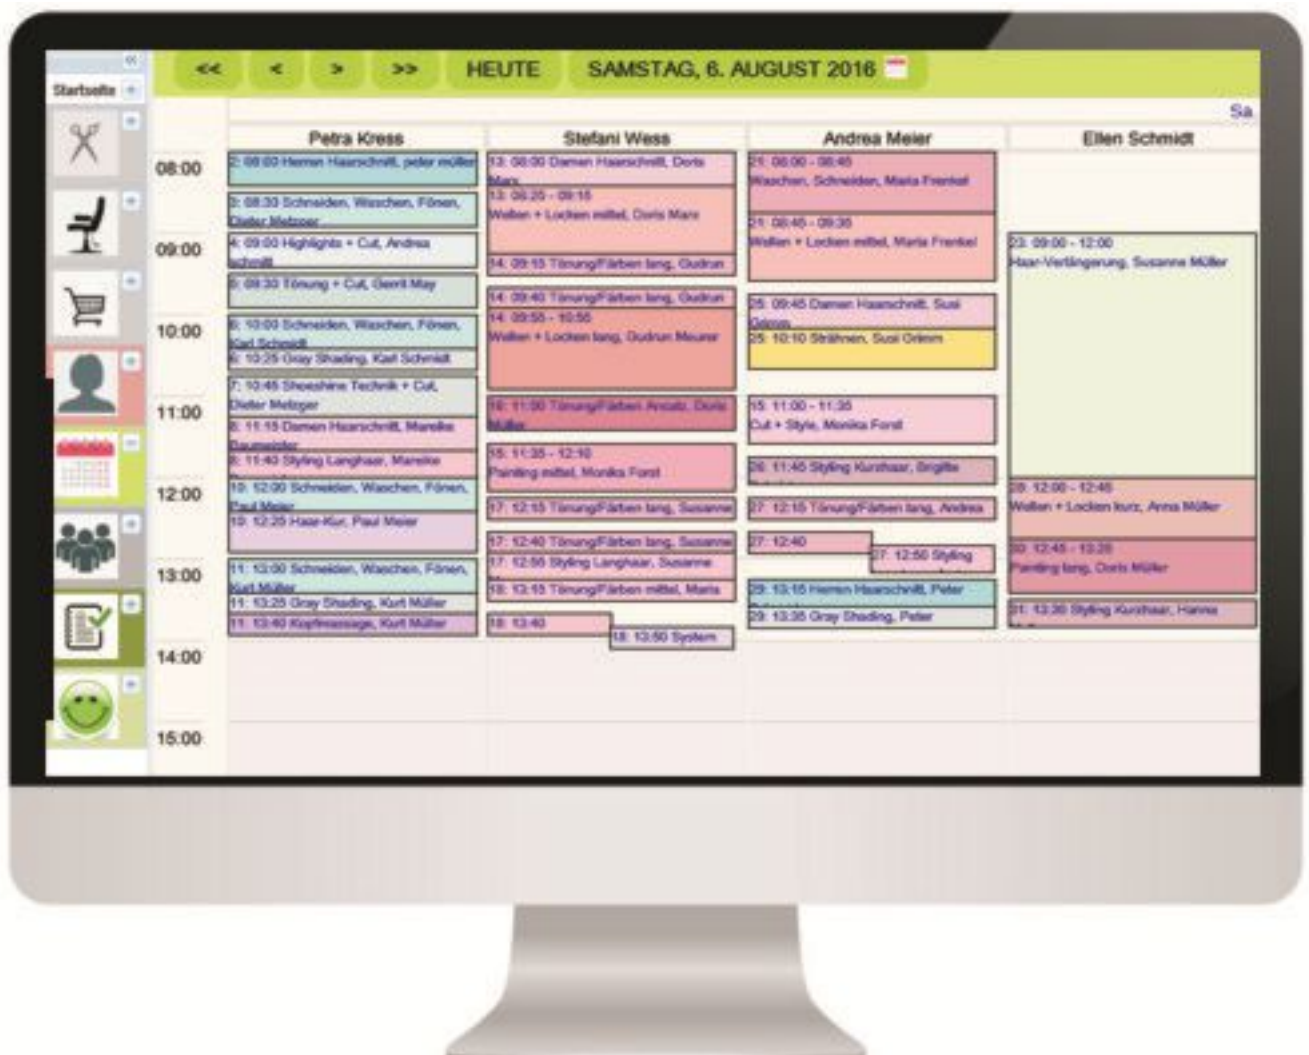 << < > >> HEUTE SAMSTAG, 6. AUGUST 2016
Startseite
Sa
Petra Kress
Stefani Wess
Andrea Meier
Ellen Schmidt
08:00
09:00
10:00
11:00
12:00
13:00
14:00
15:00
2: 08:00 Herren Haarschnitt, peter müller
3: 08:30 Schneiden, Waschen, Fönen,
Dieter Metzger
4: 09:00 Highlights + Cut, Andrea
schmitt
5: 09:30 Tönung + Cut, Gerrit May
6: 10:00 Schneiden, Waschen, Fönen,
Karl Schmidt
6: 10:25 Gray Shading, Karl Schmidt
7: 10:45 Shoeshine Technik + Cut,
Dieter Metzger
8: 11:15 Damen Haarschnitt, Mareike
Baumeister
8: 11:40 Styling Langhaar, Mareike
10: 12:00 Schneiden, Waschen, Fönen,
Paul Meier
10: 12:25 Haar-Kur, Paul Meier
11: 13:00 Schneiden, Waschen, Fönen,
Kurt Müller
11: 13:25 Gray Shading, Kurt Müller
11: 13:40 Kopfmassage, Kurt Müller
13: 08:00 Damen Haarschnitt, Doris
Marx
13: 08:25 - 09:15
Wellen + Locken mittel, Doris Marx
14: 09:15 Tönung/Färben lang, Gudrun
14: 09:40 Tönung/Färben lang, Gudrun
14: 09:55 - 10:55
Wellen + Locken lang, Gudrun Meurer
16: 11:00 Tönung/Färben Ansatz, Doris
Müller
15: 11:35 - 12:10
Painting mittel, Monika Forst
17: 12:15 Tönung/Färben lang, Susanne
17: 12:40 Tönung/Färben lang, Susanne
17: 12:55 Styling Langhaar, Susanne
18: 13:15 Tönung/Färben mittel, Maria
18: 13:40
18: 13:50 System
21: 08:00 - 08:45
Waschen, Schneiden, Maria Frenkel
21: 08:45 - 09:35
Wellen + Locken mittel, Maria Frenkel
25: 09:45 Damen Haarschnitt, Susi
Grimm
25: 10:10 Strähnen, Susi Grimm
15: 11:00 - 11:35
Cut + Style, Monika Forst
26: 11:45 Styling Kurzhaar, Brigitte
27: 12:15 Tönung/Färben lang, Andrea
27: 12:40
27: 12:50 Styling
29: 13:15 Herren Haarschnitt, Peter
29: 13:35 Gray Shading, Peter
23: 09:00 - 12:00
Haar-Verlängerung, Susanne Müller
28: 12:00 - 12:45
Wellen + Locken kurz, Anna Müller
30: 12:45 - 13:25
Painting lang, Doris Müller
31: 13:30 Styling Kurzhaar, Hanna